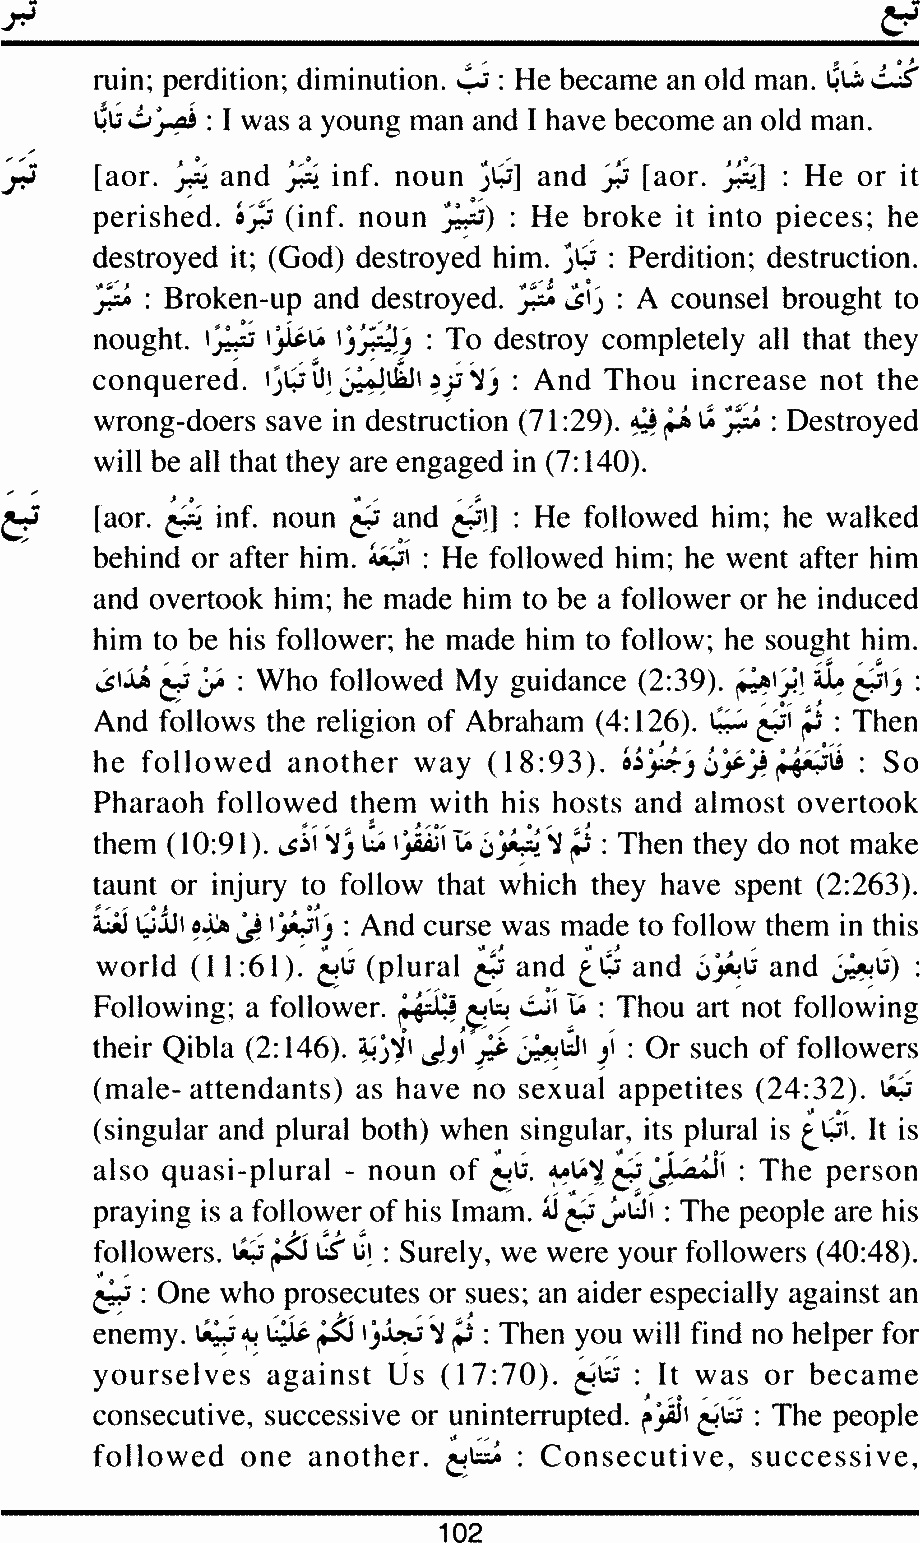 تبر تبع
ruin; perdition; diminution. تَبَّ : He became an old man. كُنْتُ شَابًّا
فَصِرْتُ تَابًّا : I was a young man and I have become an old man.
تَبَرَ [aor. يَتْبِرُ and يَتْبَرُ inf. noun تَبَارٌ] and تَبُرَ [aor. يَتْبُرُ] : He or it
perished. تَبَّرَهُ (inf. noun تَتْبِيْرٌ) : He broke it into pieces; he
destroyed it; (God) destroyed him. تَبَارٌ : Perdition; destruction.
مُتَبَّرٌ : Broken-up and destroyed. رَأْىٌ مُتَبَّرٌ : A counsel brought to
nought. وَلِيُتَبِّرُوْا مَاعَلَوْا تَتْبِيْرًا : To destroy completely all that they
conquered. وَلاَ تَزِدِ الظَّالِمِيْنَ اِلاَّ تَبَارًا : And Thou increase not the
wrong-doers save in destruction (71:29). مُتَبَّرٌ مَّا هُمْ فِيْهِ : Destroyed
will be all that they are engaged in (7:140).
تَبِعَ [aor. يَتْبَعُ inf. noun تَبَعٌ and اِتَّبَعَ] : He followed him; he walked
behind or after him. اَتْبَعَهٗ : He followed him; he went after him
and overtook him; he made him to be a follower or he induced
him to be his follower; he made him to follow; he sought him.
مَنْ تَبِعَ هُدَاىَ : Who followed My guidance (2:39). وَاتَّبَعَ مِلَّةَ اِبْرَاهِيْمَ :
And follows the religion of Abraham (4:126). ثُمَّ اَتْبَعَ سَبَبًا : Then
he followed another way (18:93). فَاَتْبَعَهُمْ فِرْعَوْنُ وَجُنُوْدُهٗ : So
Pharaoh followed them with his hosts and almost overtook
them (10:91). ثُمَّ لاَ يُتْبِعُوْنَ مَآ اَنْفَقُوْا مَنًّا وَّلاَ اَذًى : Then they do not make
taunt or injury to follow that which they have spent (2:263).
وَاُتْبِعُوْا فِىْ هٰذِهِ الدُّنْيَا لَعْنَةً : And curse was made to follow them in this
world (11:61). تَابِعٌ (plural تُبَّعٌ and تُبَّاعٌ and تَابِعُوْنَ and تَابِعِيْنَ) :
Following; a follower. مَآ اَنْتَ بِتَابِعٍ قِبْلَتَهُمْ : Thou art not following
their Qibla (2:146). اَوِ التَّابِعِيْنَ غَيْرِ اُولِى الْاِرْبَةِ : Or such of followers
(male- attendants) as have no sexual appetites (24:32). تَبَعًا
(singular and plural both) when singular, its plural is اَتْبَاعٌ. It is
also quasi-plural - noun of تَابِعٌ. اَلْمُصَلِّىْ تَبَعٌ لِاِمَامِهٖ : The person
praying is a follower of his Imam. اَلنَّاسُ تَبَعٌ لَهٗ : The people are his
followers. اِنَّا كُنَّا لَكُمْ تَبَعًا : Surely, we were your followers (40:48).
تَبِيْعٌ : One who prosecutes or sues; an aider especially against an
enemy. ثُمَّ لاَ تَجِدُوْا لَكُمْ عَلَيْنَا بِهٖ تَبِيْعًا : Then you will find no helper for
yourselves against Us (17:70). تَتَابَعَ : It was or became
consecutive, successive or uninterrupted. تَتَابَعَ الْقَوْمُ : The people
followed one another. مُتَتَابِعٌ : Consecutive, successive,
102